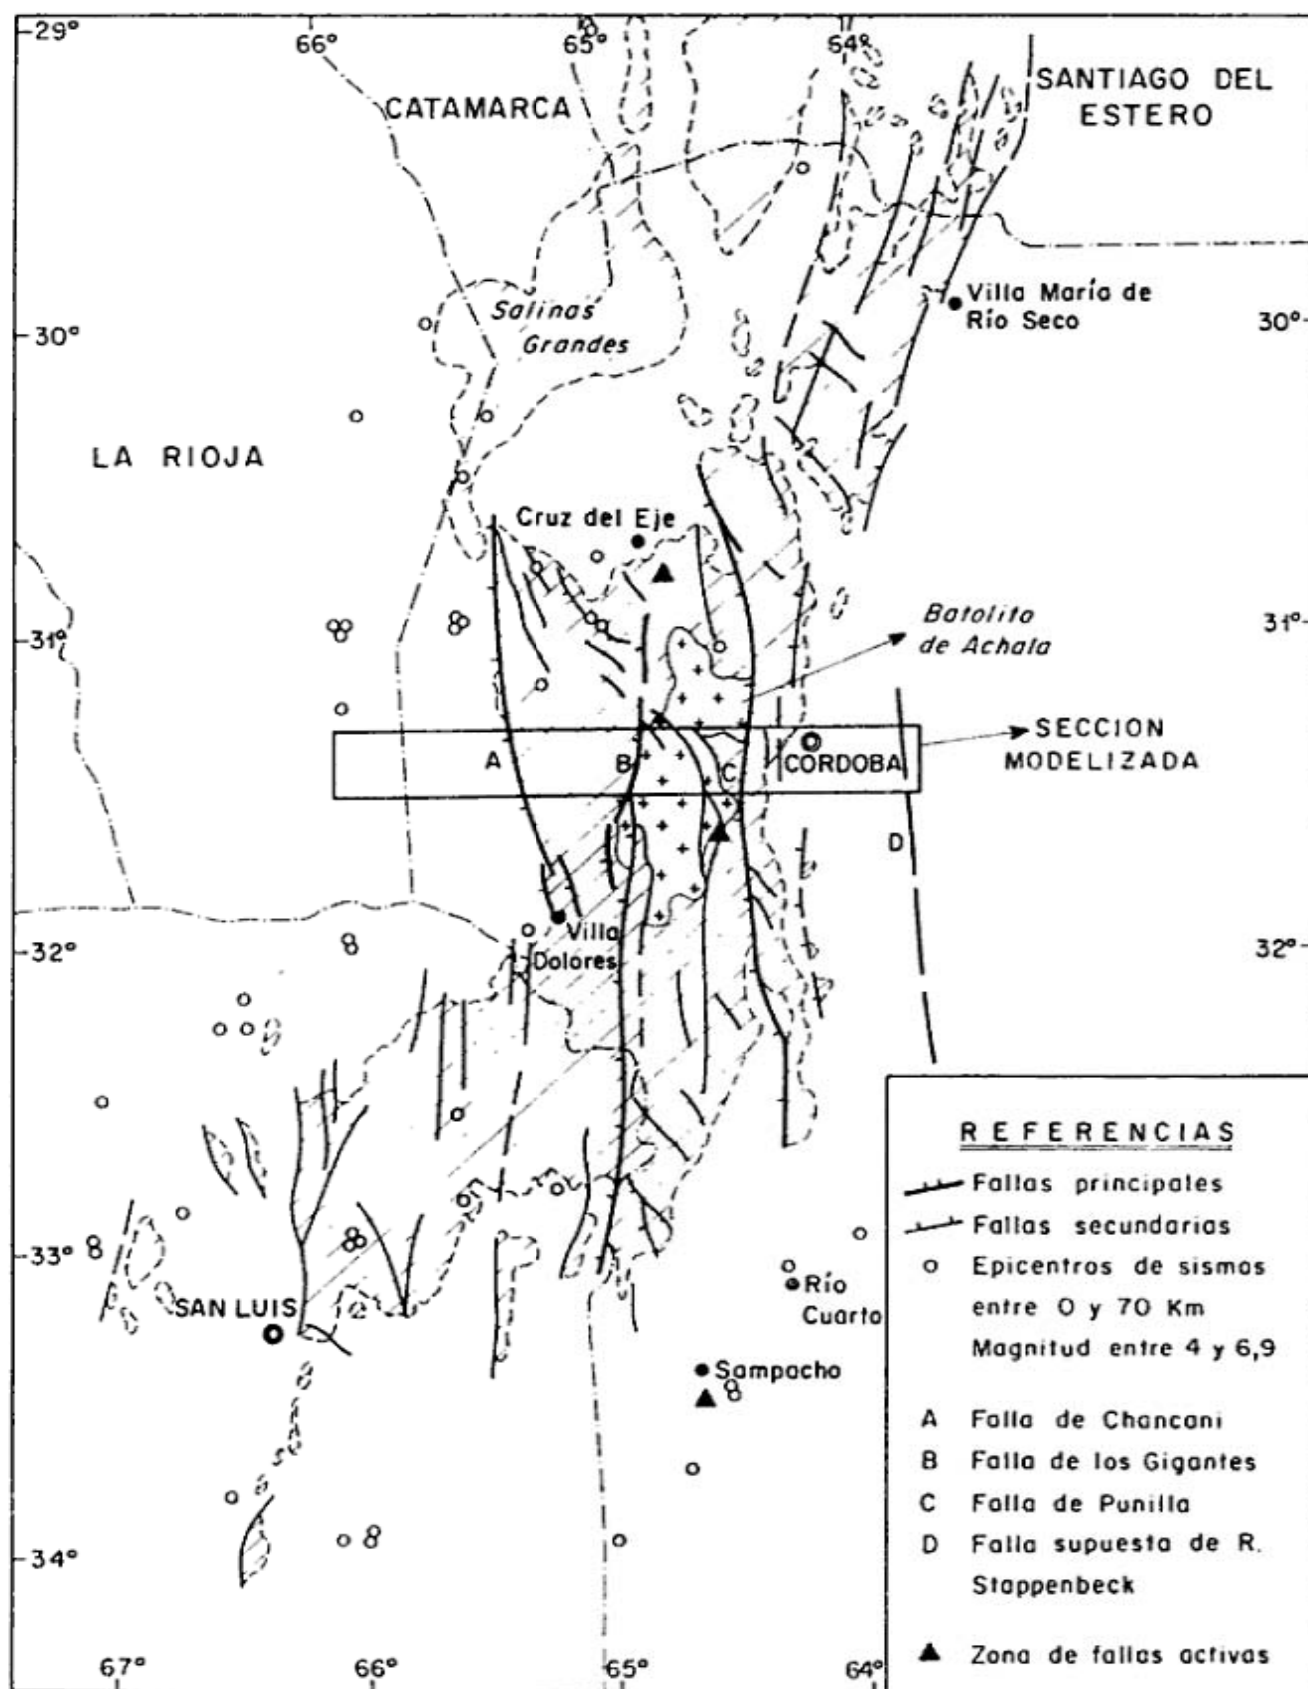 29°
66°
65°
64°
SANTIAGO DEL
ESTERO
CATAMARCA
Villa María de
Río Seco
Salinas
Grandes
30°
30°
LA RIOJA
Cruz del Eje
Batolito
de Achala
31°
31°
SECCION
MODELIZADA
A
B
C
CORDOBA
D
Villa
Dolores
32°
32°
33°
SAN LUIS
Río
Cuarto
Sampacho
34°
67°
66°
65°
64°
REFERENCIAS
Fallas principales
Fallas secundarias
Epicentros de sismos
entre 0 y 70 Km
Magnitud entre 4 y 6,9
A Falla de Chancani
B Falla de los Gigantes
C Falla de Punilla
D Falla supuesta de R.
Stappenbeck
Zona de fallas activas